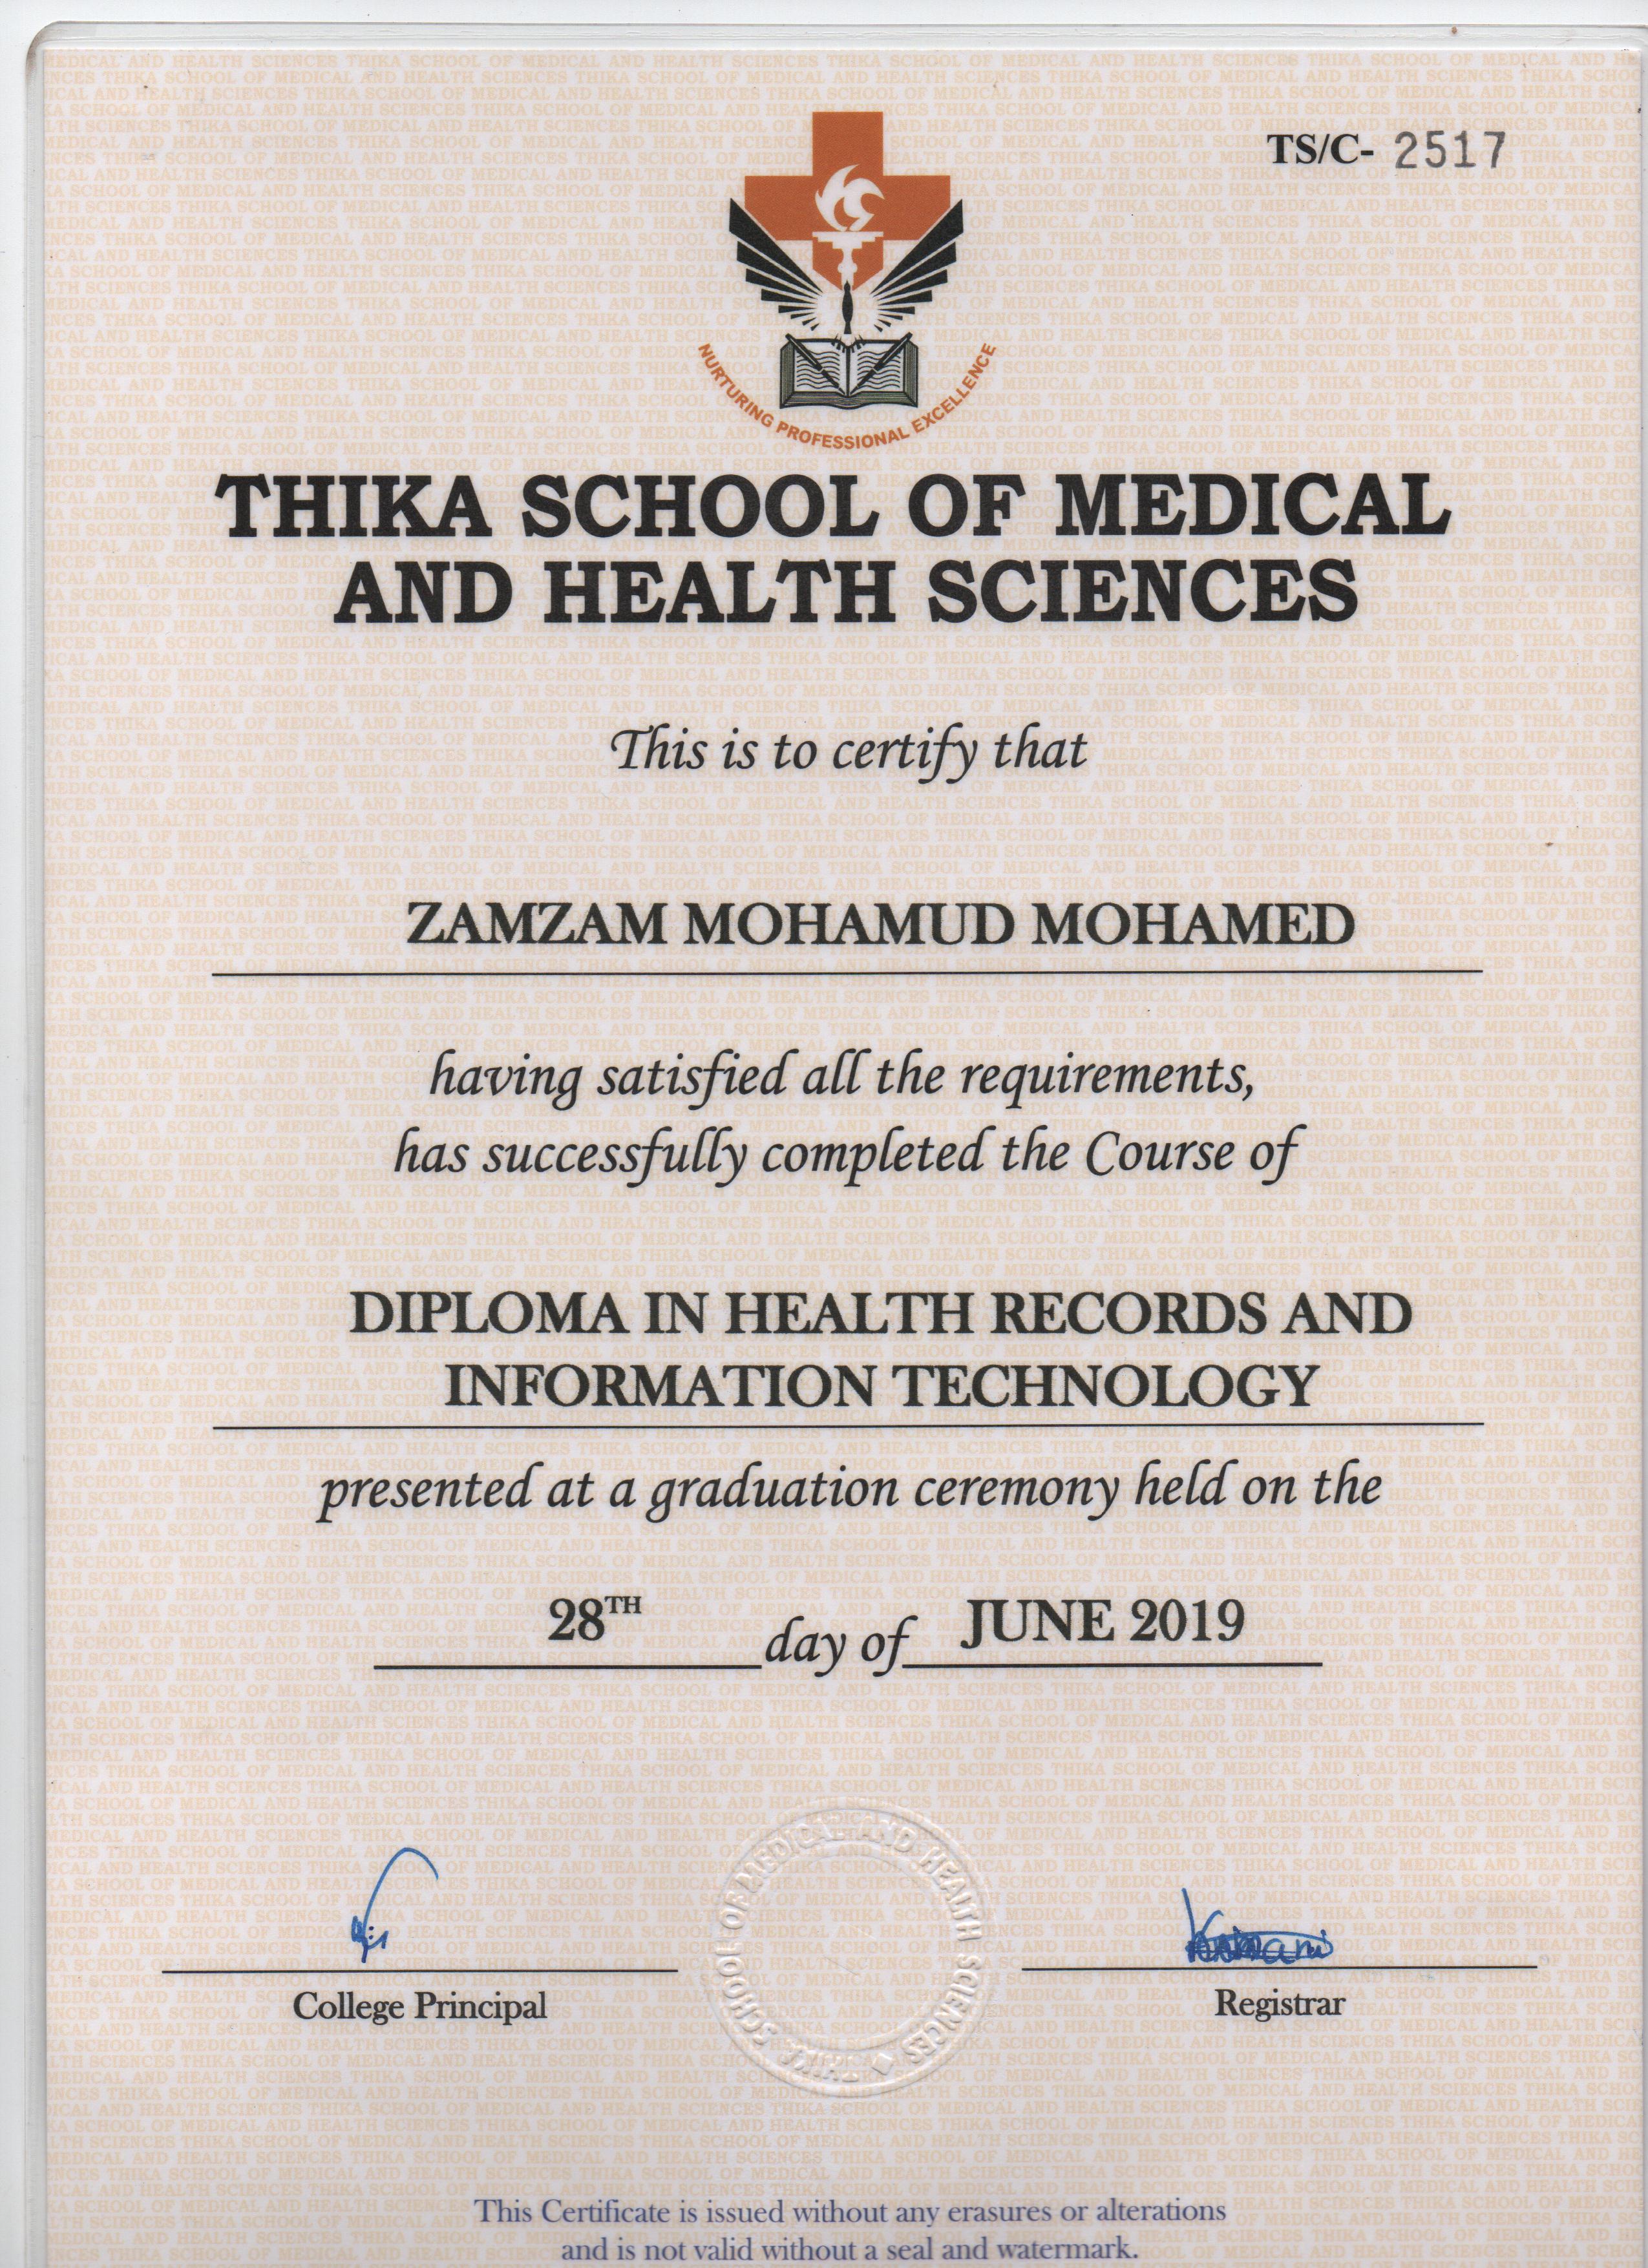 TS/C- 2517
NURTURING PROFESSIONAL EXCELLENCE
THIKA SCHOOL OF MEDICAL
AND HEALTH SCIENCES
This is to certify that
ZAMZAM MOHAMUD MOHAMED
having satisfied all the requirements,
has successfully completed the Course of
DIPLOMA IN HEALTH RECORDS AND
INFORMATION TECHNOLOGY
presented at a graduation ceremony held on the
28TH day of JUNE 2019
THIKA SCHOOL OF MEDICAL AND HEALTH SCIENCES
College Principal
Registrar
This Certificate is issued without any erasures or alterations
and is not valid without a seal and watermark.